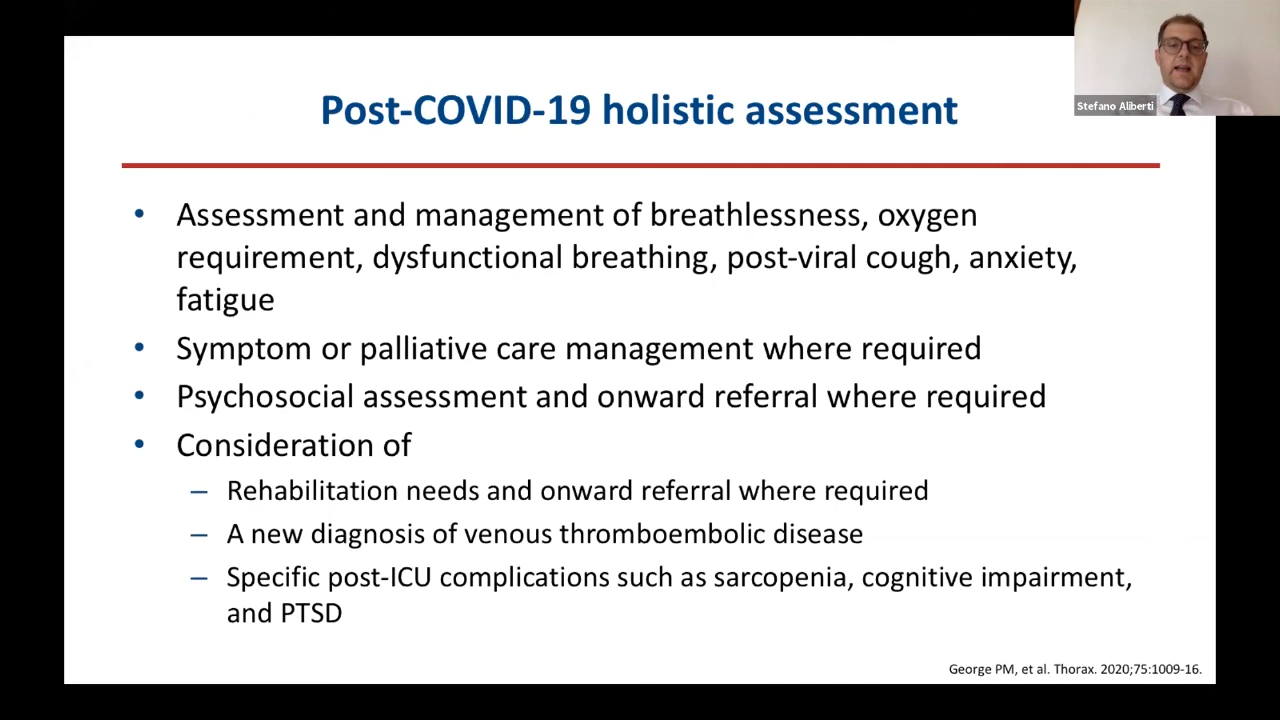 Post-COVID-19 holistic assessment
Stefano Aliberti
• Assessment and management of breathlessness, oxygen
requirement, dysfunctional breathing, post-viral cough, anxiety,
fatigue
• Symptom or palliative care management where required
• Psychosocial assessment and onward referral where required
• Consideration of
– Rehabilitation needs and onward referral where required
– A new diagnosis of venous thromboembolic disease
– Specific post-ICU complications such as sarcopenia, cognitive impairment,
and PTSD
George PM, et al. Thorax. 2020;75:1009-16.